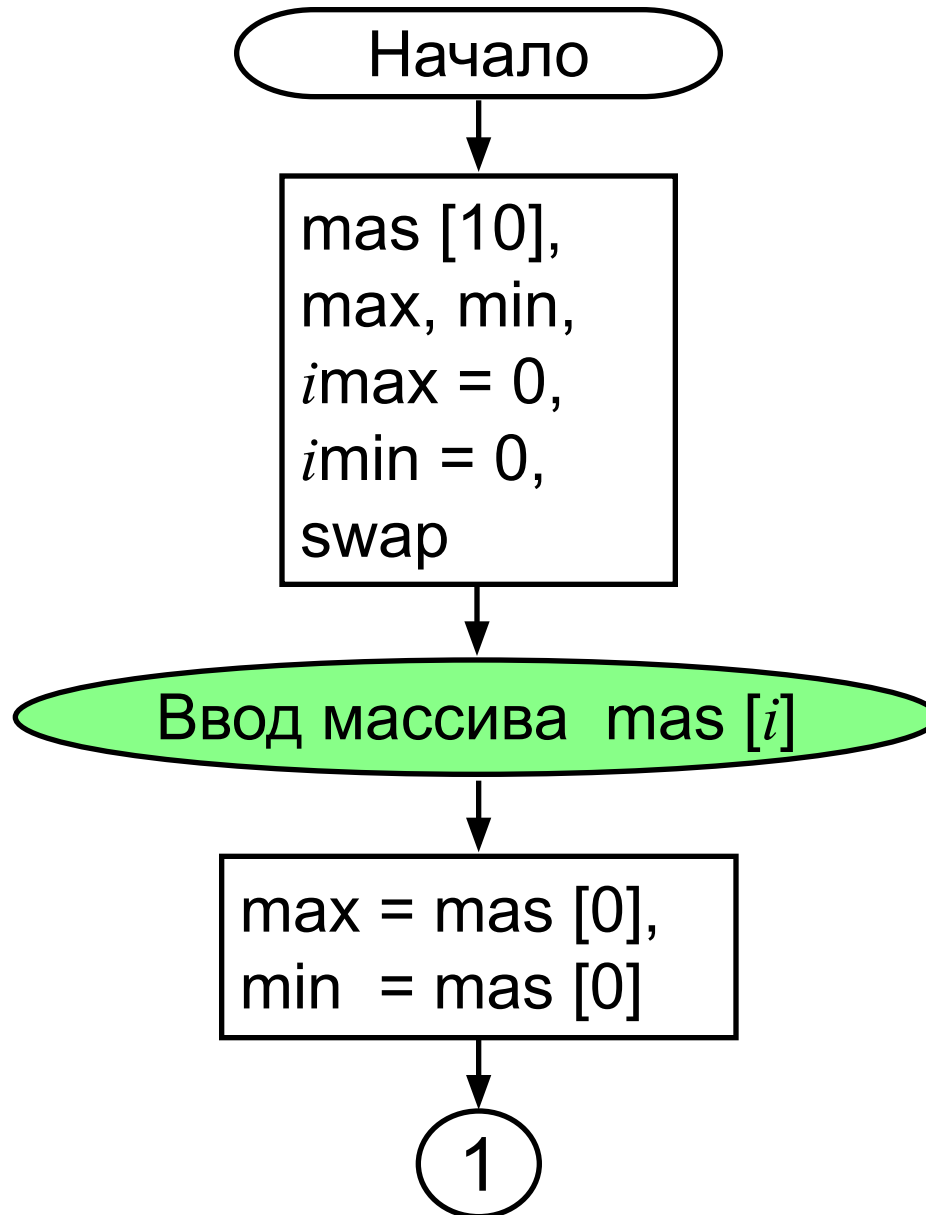 Начало
mas [10],
max, min,
imax = 0,
imin = 0,
swap
Ввод массива mas [i]
max = mas [0],
min = mas [0]
1